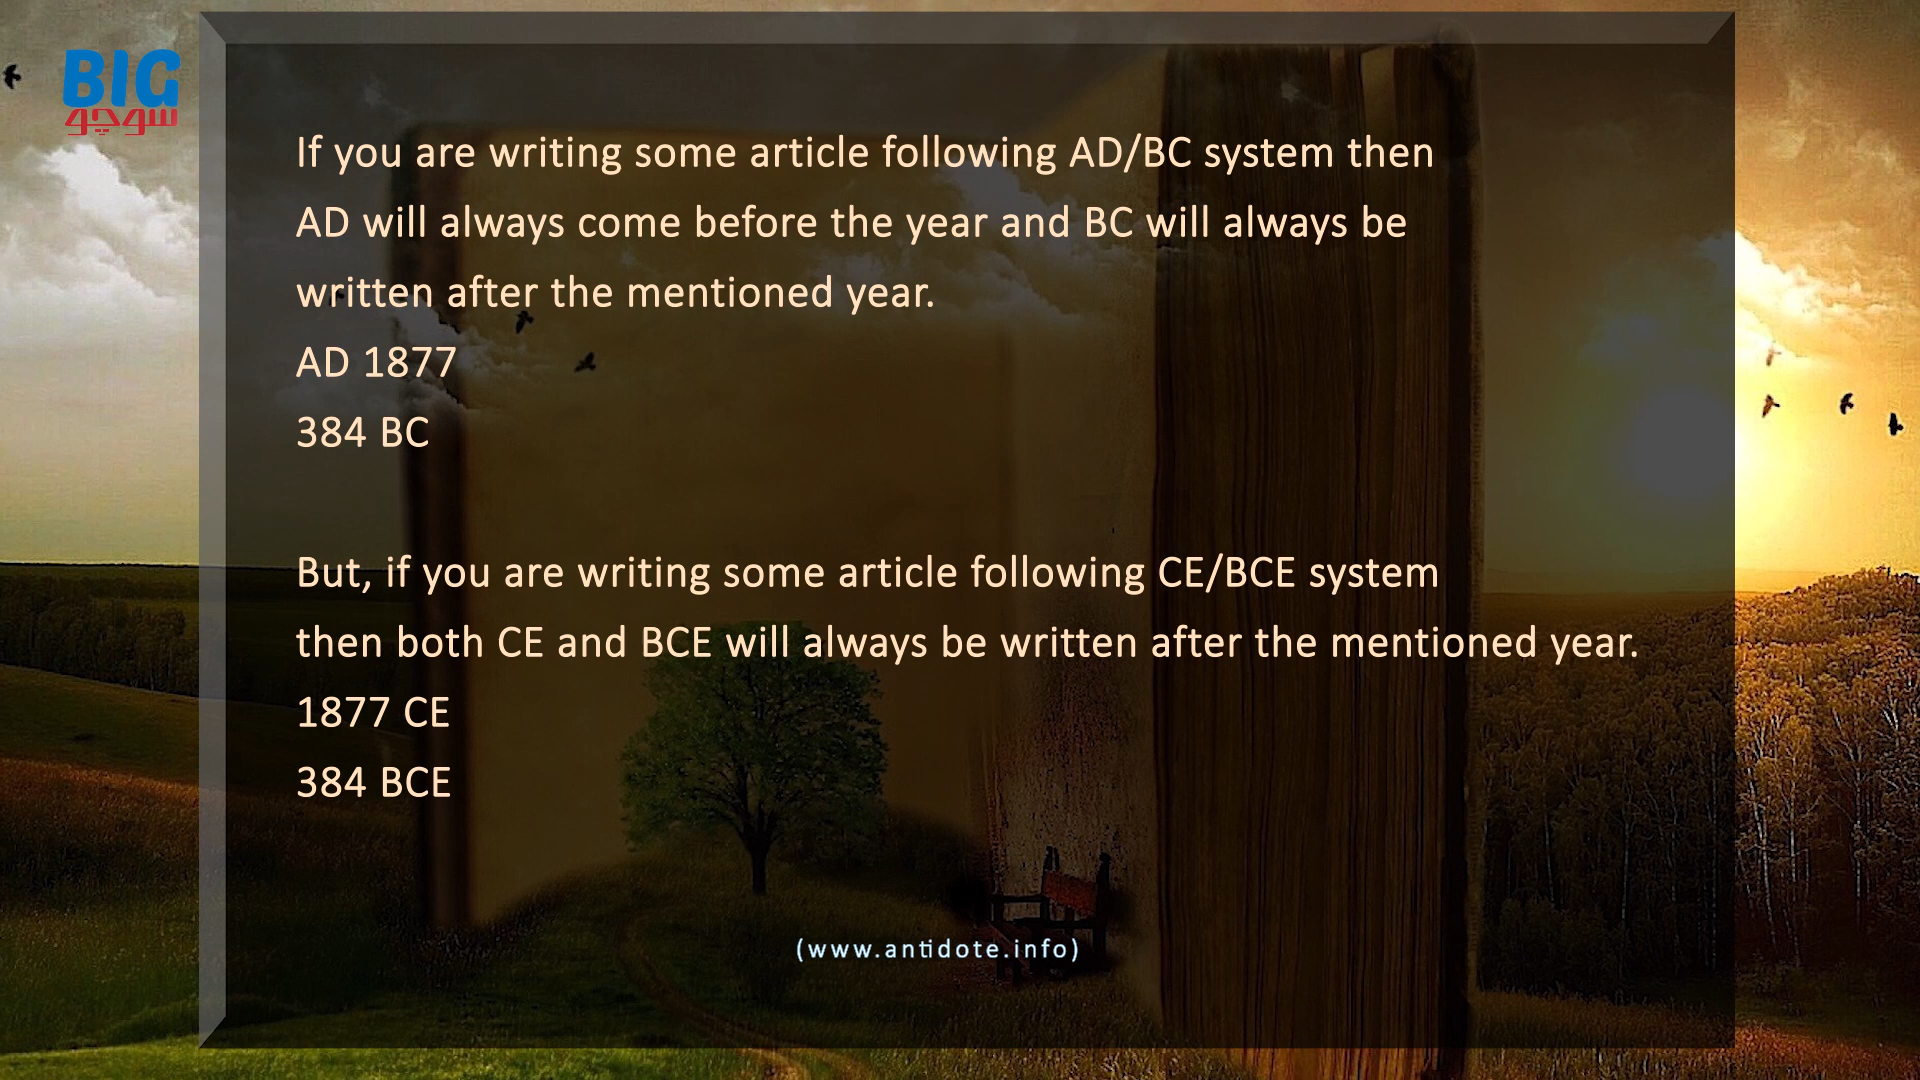 BIG
سوچو
If you are writing some article following AD/BC system then
AD will always come before the year and BC will always be
written after the mentioned year.
AD 1877
384 BC
But, if you are writing some article following CE/BCE system
then both CE and BCE will always be written after the mentioned year.
1877 CE
384 BCE
(www.antidote.info)